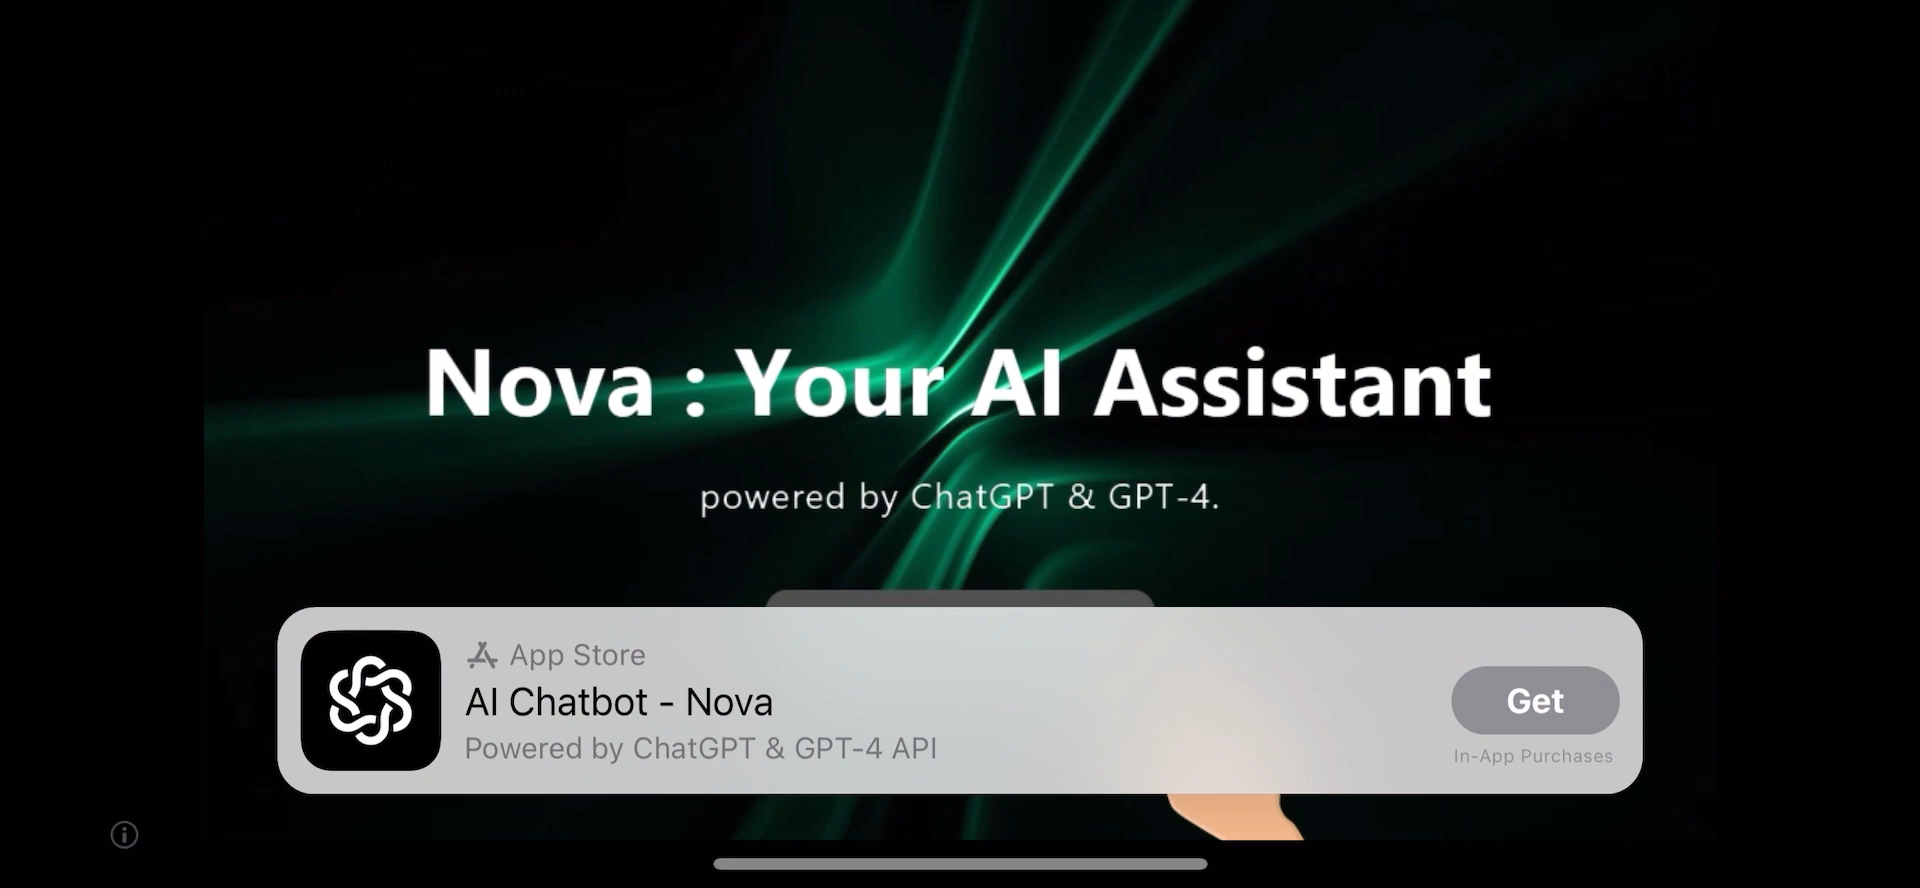 Nova : Your AI Assistant
powered by ChatGPT & GPT-4.
App Store
AI Chatbot - Nova
Powered by ChatGPT & GPT-4 API
Get
In-App Purchases